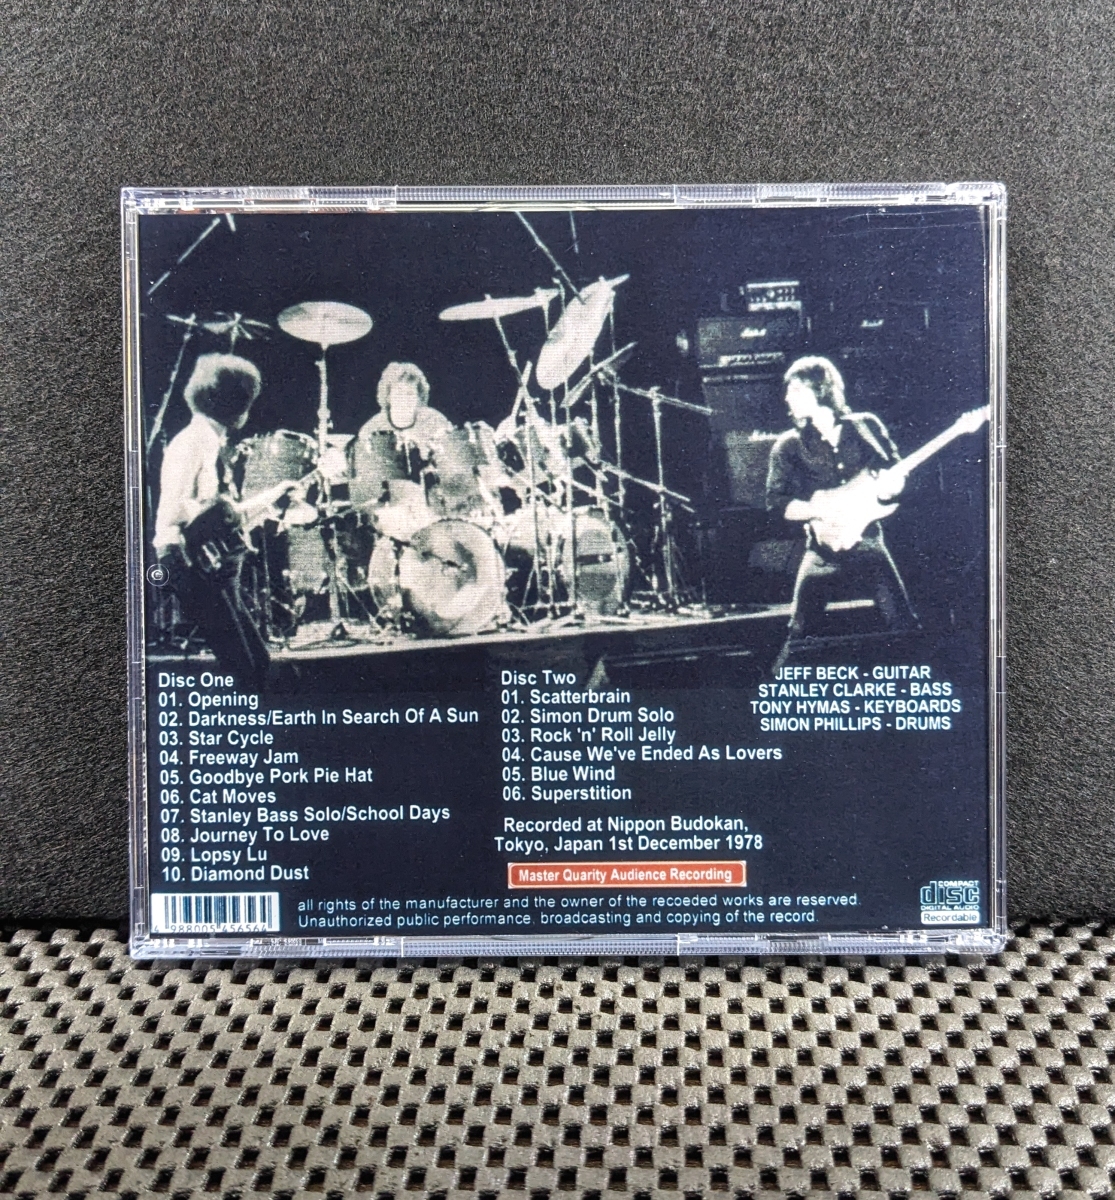 Disc One
01. Opening
02. Darkness/Earth In Search Of A Sun
03. Star Cycle
04. Freeway Jam
05. Goodbye Pork Pie Hat
06. Cat Moves
07. Stanley Bass Solo/School Days
08. Journey To Love
09. Lopsy Lu
10. Diamond Dust
Disc Two
01. Scatterbrain
02. Simon Drum Solo
03. Rock 'n' Roll Jelly
04. Cause We've Ended As Lovers
05. Blue Wind
06. Superstition
Recorded at Nippon Budokan,
Tokyo, Japan 1st December 1978
Master Quarity Audience Recording
JEFF BECK - GUITAR
STANLEY CLARKE - BASS
TONY HYMAS - KEYBOARDS
SIMON PHILLIPS - DRUMS
4 988005 456564
all rights of the manufacturer and the owner of the recoeded works are reserved.
Unauthorized public performance, broadcasting and copying of the record.
COMPACT
disc
DIGITAL AUDIO
Recordable